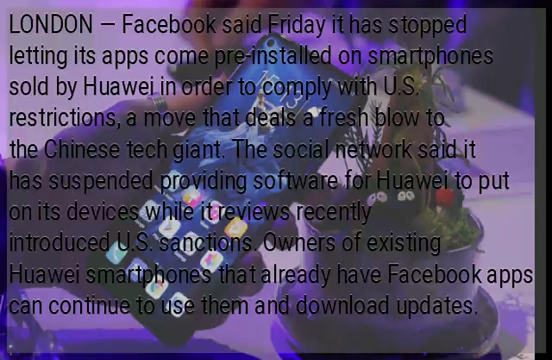 LONDON — Facebook said Friday it has stopped
letting its apps come pre-installed on smartphones
sold by Huawei in order to comply with U.S.
restrictions, a move that deals a fresh blow to
the Chinese tech giant. The social network said it
has suspended providing software for Huawei to put
on its devices while it reviews recently
introduced U.S. sanctions. Owners of existing
Huawei smartphones that already have Facebook apps
can continue to use them and download updates.